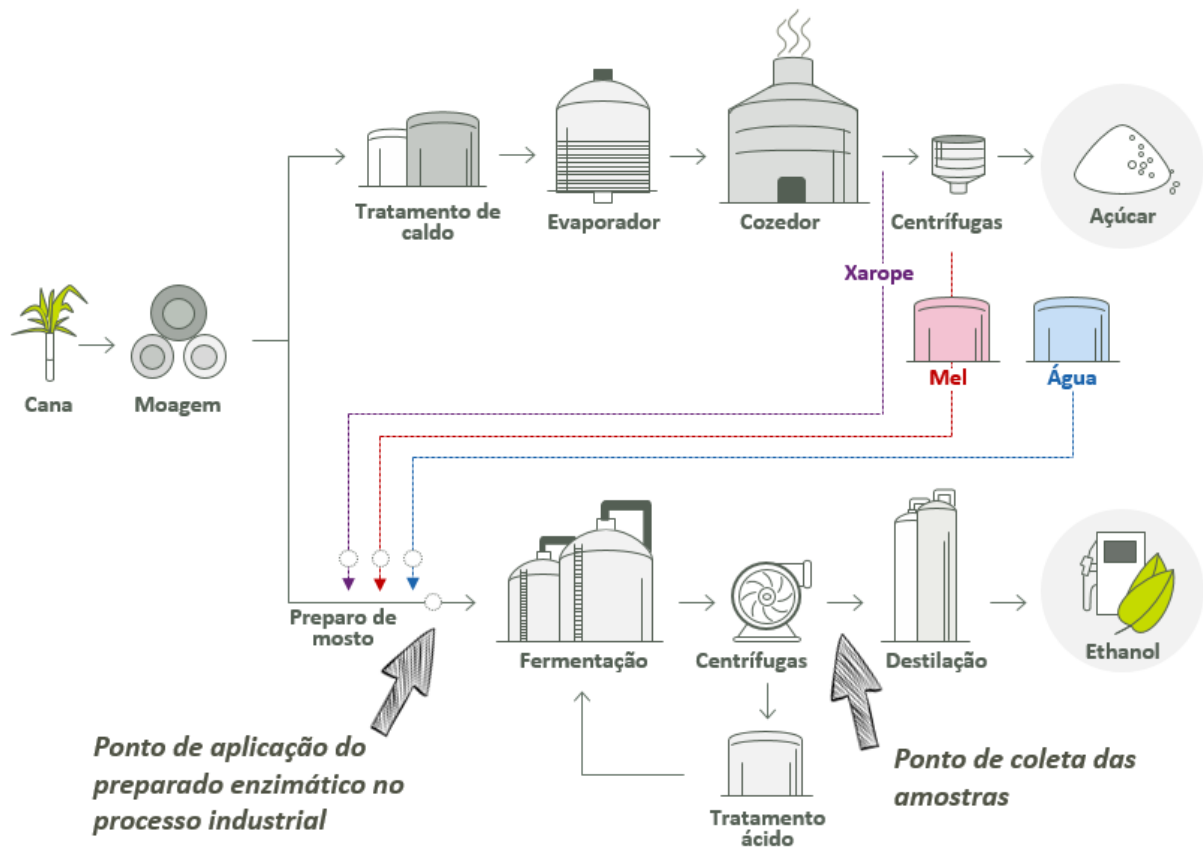 Tratamento de
caldo
Evaporador
Cozedor
Centrífugas
Açúcar
Xarope
Mel
Água
Cana
Moagem
Preparo de
mosto
Fermentação
Centrífugas
Destilação
Ethanol
Ponto de aplicação do
preparado enzimático no
processo industrial
Tratamento
ácido
Ponto de coleta das
amostras